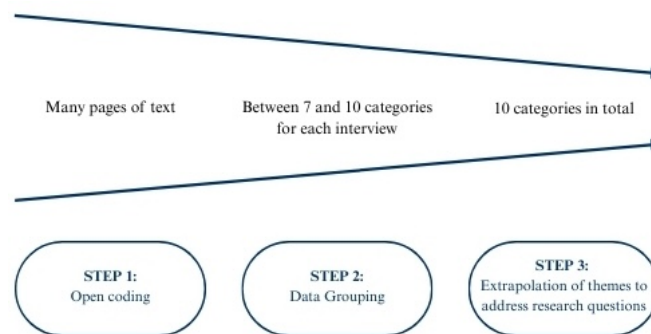 Many pages of text
Between 7 and 10 categories
for each interview
10 categories in total
STEP 1:
Open coding
STEP 2:
Data Grouping
STEP 3:
Extrapolation of themes to
address research questions